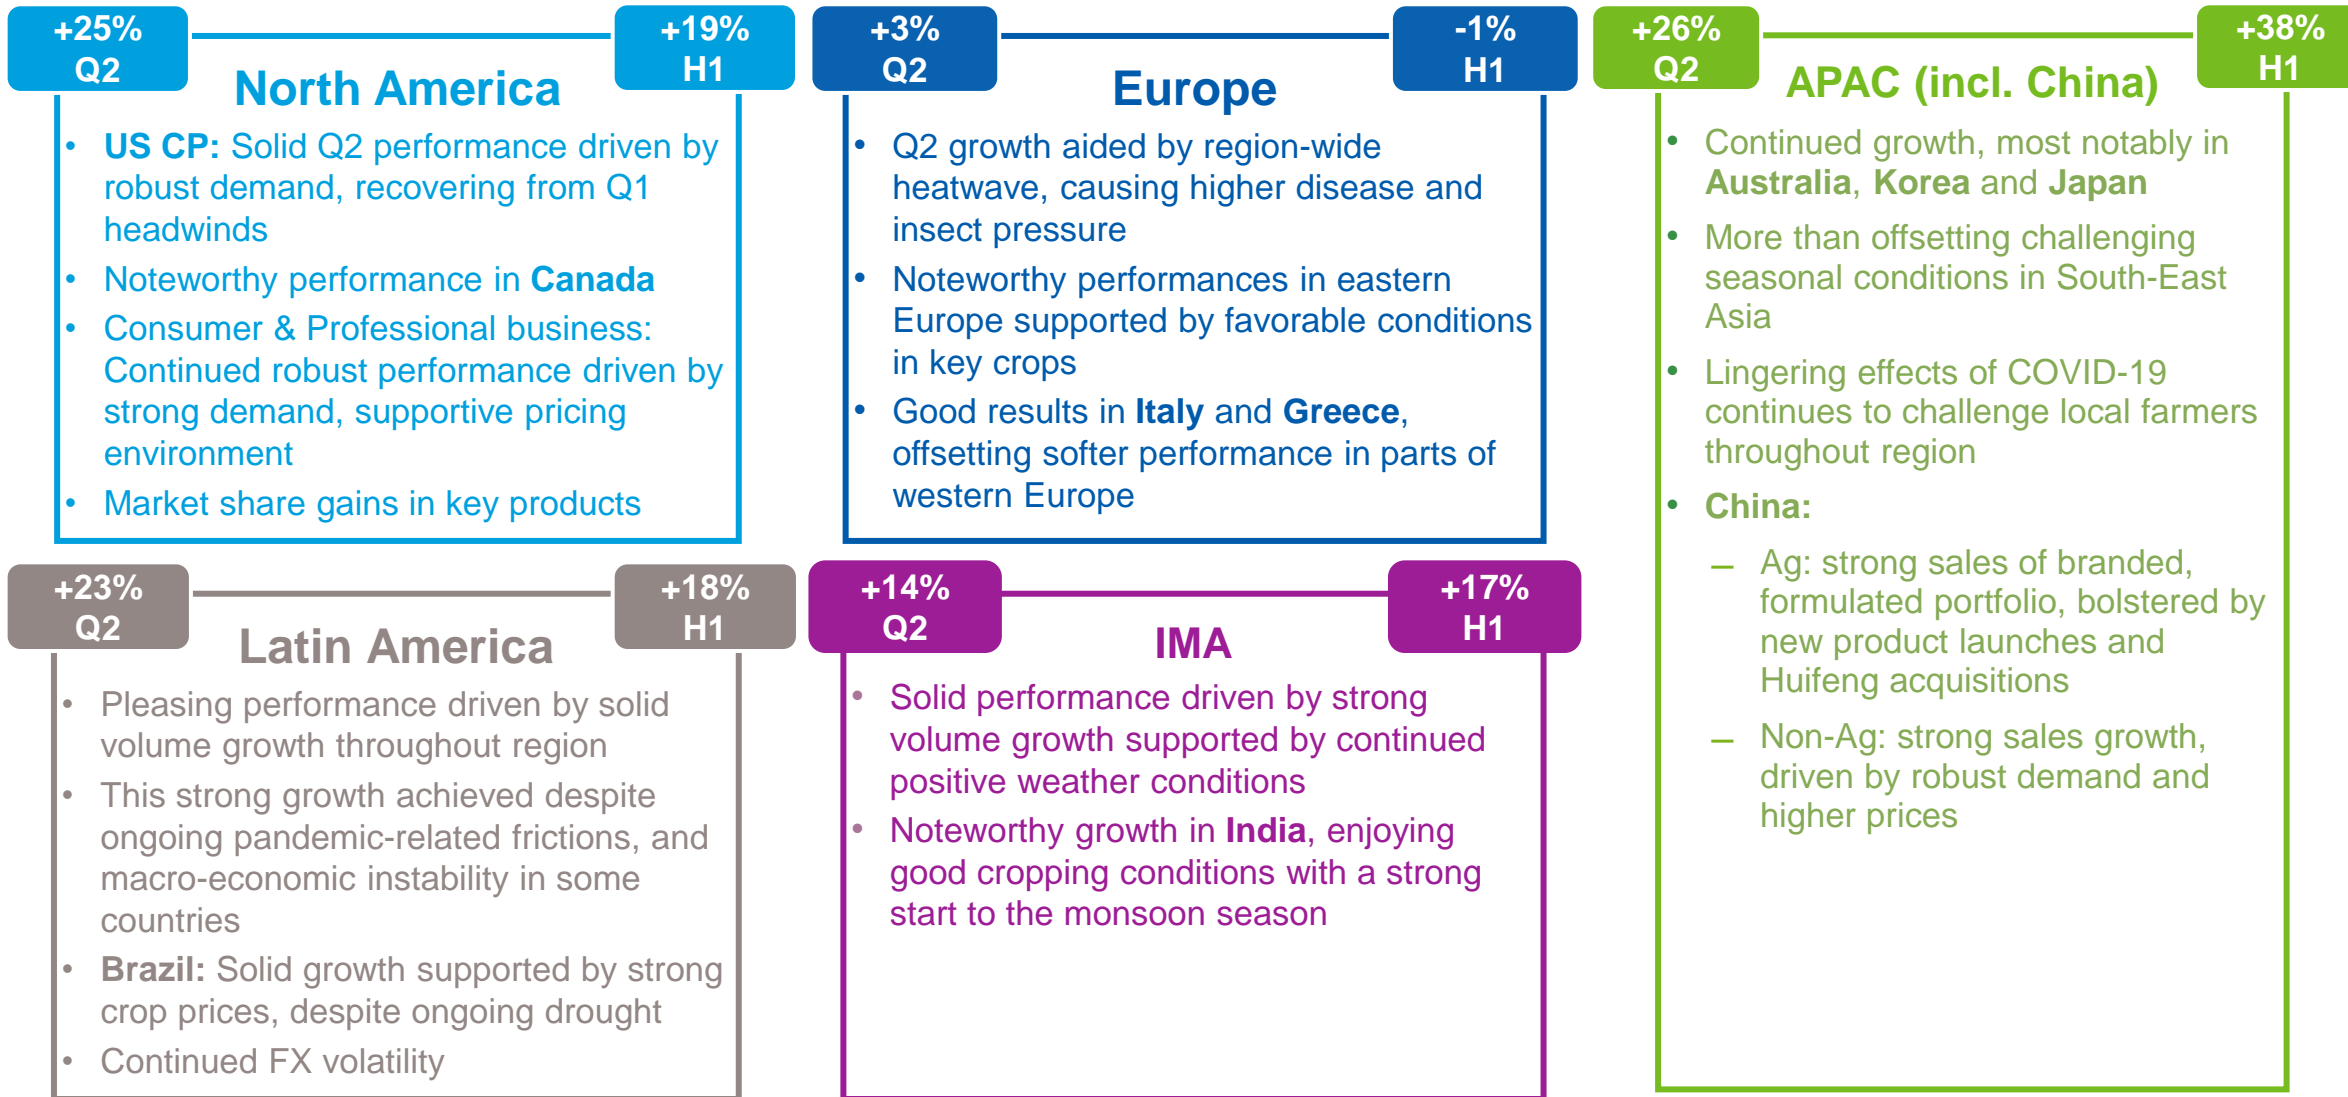 +25%
Q2
+19%
H1
North America
• US CP: Solid Q2 performance driven by
robust demand, recovering from Q1
headwinds
• Noteworthy performance in Canada
• Consumer & Professional business:
Continued robust performance driven by
strong demand, supportive pricing
environment
• Market share gains in key products
+3%
Q2
-1%
H1
Europe
• Q2 growth aided by region-wide
heatwave, causing higher disease and
insect pressure
• Noteworthy performances in eastern
Europe supported by favorable conditions
in key crops
• Good results in Italy and Greece,
offsetting softer performance in parts of
western Europe
+26%
Q2
+38%
H1
APAC (incl. China)
• Continued growth, most notably in
Australia, Korea and Japan
• More than offsetting challenging
seasonal conditions in South-East
Asia
• Lingering effects of COVID-19
continues to challenge local farmers
throughout region
• China:
– Ag: strong sales of branded,
formulated portfolio, bolstered by
new product launches and
Huifeng acquisitions
– Non-Ag: strong sales growth,
driven by robust demand and
higher prices
+23%
Q2
+18%
H1
Latin America
• Pleasing performance driven by solid
volume growth throughout region
• This strong growth achieved despite
ongoing pandemic-related frictions, and
macro-economic instability in some
countries
• Brazil: Solid growth supported by strong
crop prices, despite ongoing drought
• Continued FX volatility
+14%
Q2
+17%
H1
IMA
• Solid performance driven by strong
volume growth supported by continued
positive weather conditions
• Noteworthy growth in India, enjoying
good cropping conditions with a strong
start to the monsoon season